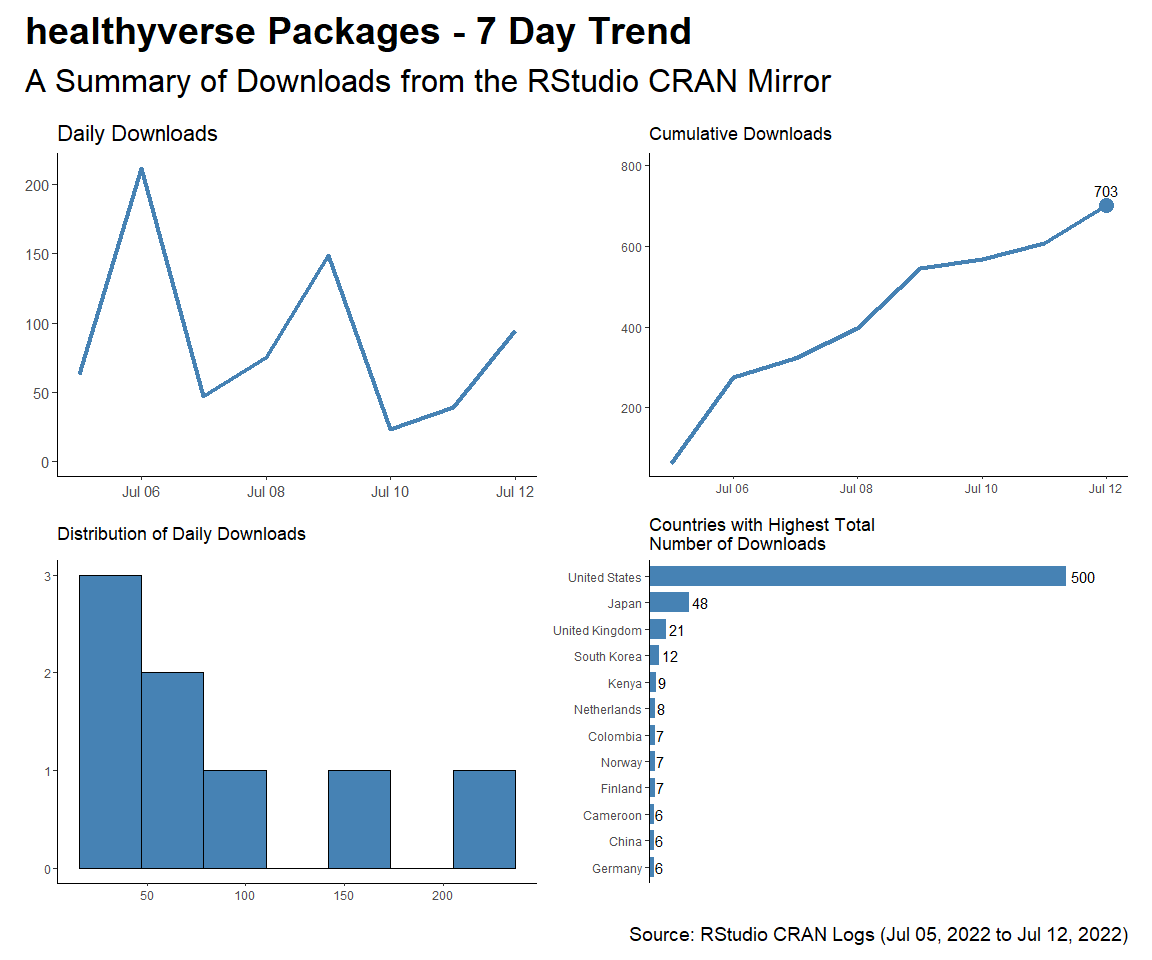 healthyverse Packages - 7 Day Trend
A Summary of Downloads from the RStudio CRAN Mirror
Daily Downloads
200
150
100
50
0
Jul 06 Jul 08 Jul 10 Jul 12
Cumulative Downloads
800
703
600
400
200
Jul 06 Jul 08 Jul 10 Jul 12
Distribution of Daily Downloads
3
2
1
0
50 100 150 200
Countries with Highest Total
Number of Downloads
United States 500
Japan 48
United Kingdom 21
South Korea 12
Kenya 9
Netherlands 8
Colombia 7
Norway 7
Finland 7
Cameroon 6
China 6
Germany 6
Source: RStudio CRAN Logs (Jul 05, 2022 to Jul 12, 2022)